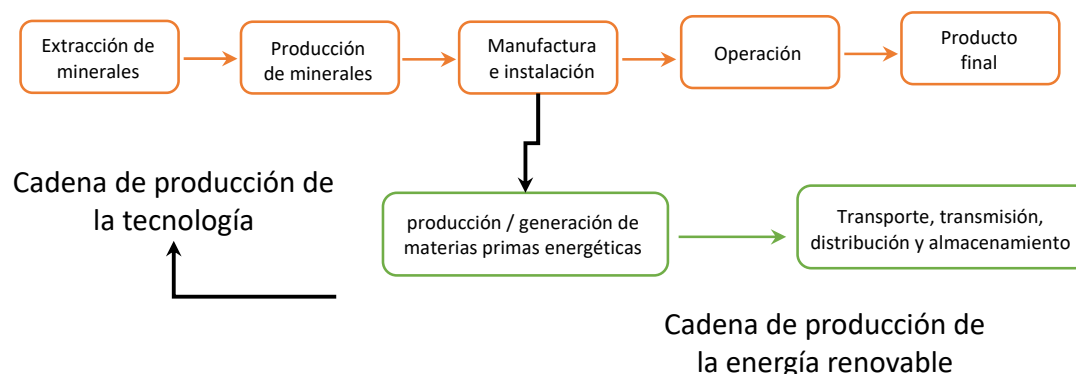 Extracción de
minerales
Producción
de minerales
Manufactura
e instalación
Operación
Producto
final
Cadena de producción de
la tecnología
producción / generación de
materias primas energéticas
Transporte, transmisión,
distribución y almacenamiento
Cadena de producción de
la energía renovable